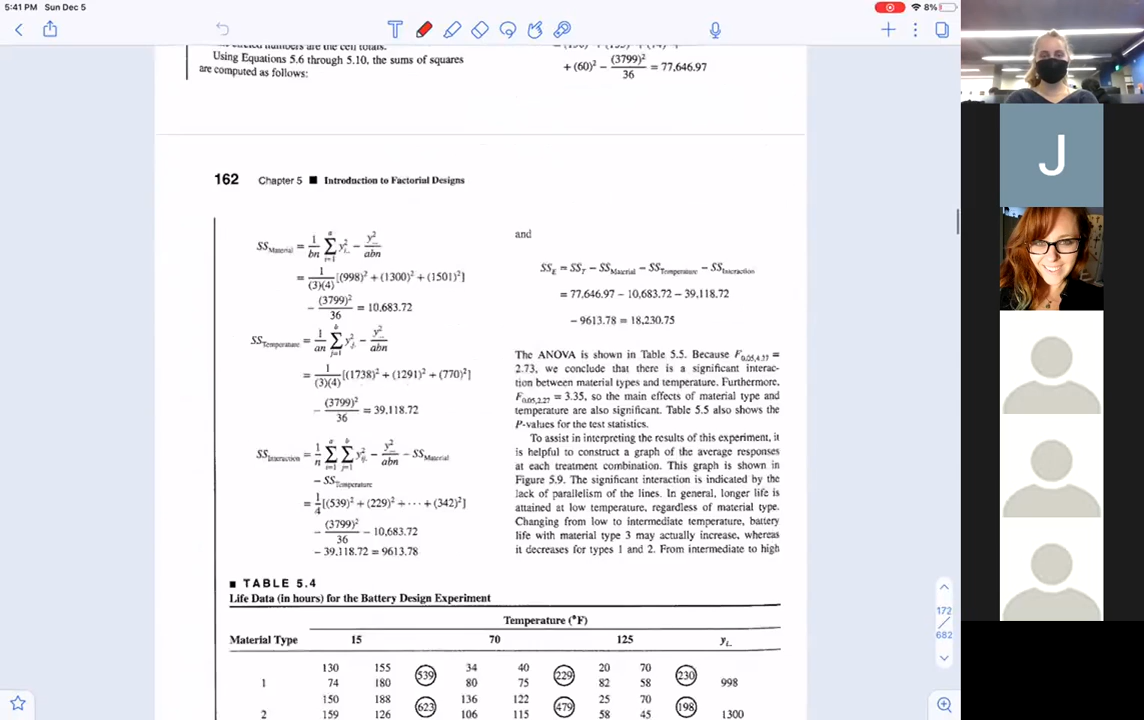 5:41 PM Sun Dec 5
8%
Using Equations 5.6 through 5.10, the sums of squares
are computed as follows:
+ (60)² − (3799)²/36 = 77,646.97
162 Chapter 5 ■ Introduction to Factorial Designs
SS_Material = 1/bn Σ(i=1 to a) y²_i.. − y²_.../abn
= 1/(3)(4) [(998)² + (1300)² + (1501)²]
− (3799)²/36 = 10,683.72
SS_Temperature = 1/an Σ(j=1 to b) y²_.j. − y²_.../abn
= 1/(3)(4) [(1738)² + (1291)² + (770)²]
− (3799)²/36 = 39,118.72
SS_Interaction = 1/n Σ(i=1 to a) Σ(j=1 to b) y²_ij. − y²_.../abn − SS_Material
− SS_Temperature
= 1/4 [(539)² + (229)² + ··· + (342)²]
− (3799)²/36 − 10,683.72
− 39,118.72 = 9613.78
and
SS_E = SS_T − SS_Material − SS_Temperature − SS_Interaction
= 77,646.97 − 10,683.72 − 39,118.72
− 9613.78 = 18,230.75
The ANOVA is shown in Table 5.5. Because F_0.05,4,27 =
2.73, we conclude that there is a significant interac-
tion between material types and temperature. Furthermore,
F_0.05,2,27 = 3.35, so the main effects of material type and
temperature are also significant. Table 5.5 also shows the
P-values for the test statistics.
To assist in interpreting the results of this experiment, it
is helpful to construct a graph of the average responses
at each treatment combination. This graph is shown in
Figure 5.9. The significant interaction is indicated by the
lack of parallelism of the lines. In general, longer life is
attained at low temperature, regardless of material type.
Changing from low to intermediate temperature, battery
life with material type 3 may actually increase, whereas
it decreases for types 1 and 2. From intermediate to high
■ TABLE 5.4
Life Data (in hours) for the Battery Design Experiment
Temperature (°F)
Material Type 15 70 125 y_i..
130 155 539 34 40 229 20 70 230
1 74 180 80 75 82 58 998
150 188 623 136 122 479 25 70 198
2 159 126 106 115 58 45 1300
J
172
/
682